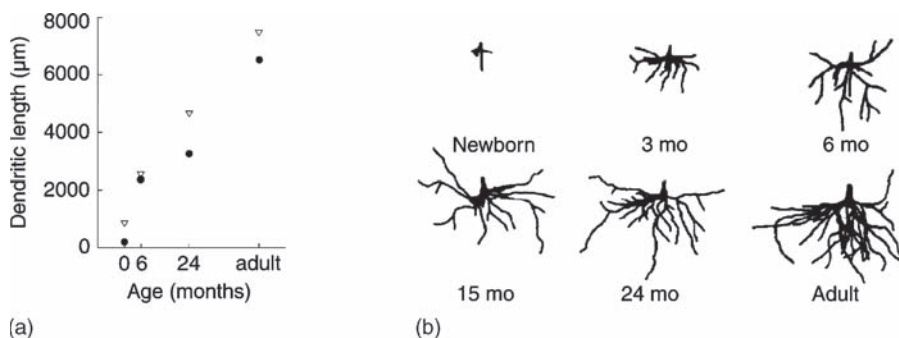 8000
6000
4000
2000
0
Dendritic length (μm)
0 6 24 adult
Age (months)
(a)
Newborn 3 mo 6 mo
15 mo 24 mo Adult
(b)